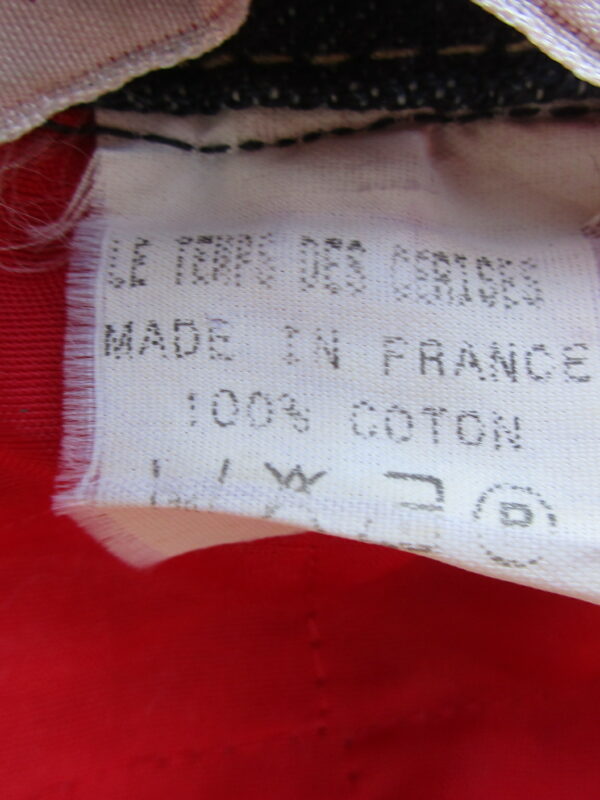 LE TEMPS DES CERISES
MADE IN FRANCE
100% COTON
P